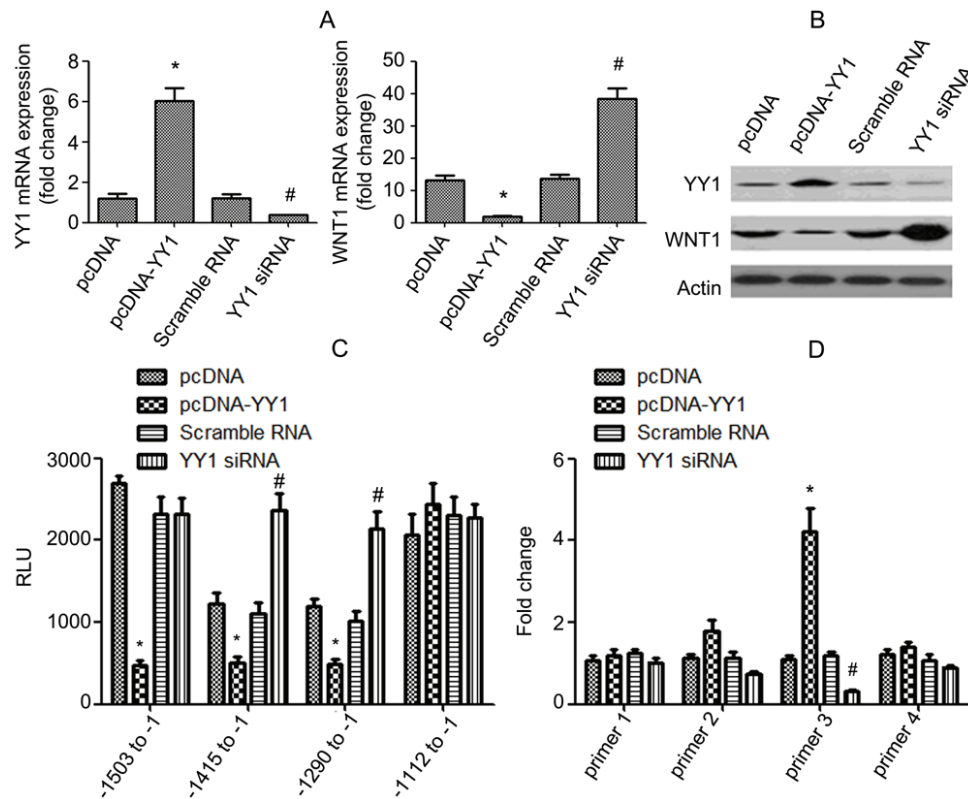 A
YY1 mRNA expression
(fold change)
8
6
4
2
0
*
#
pcDNA
pcDNA-YY1
Scramble RNA
YY1 siRNA
WNT1 mRNA expression
(fold change)
50
40
30
20
10
0
*
#
pcDNA
pcDNA-YY1
Scramble RNA
YY1 siRNA
B
pcDNA
pcDNA-YY1
Scramble RNA
YY1 siRNA
YY1
WNT1
Actin
C
pcDNA
pcDNA-YY1
Scramble RNA
YY1 siRNA
RLU
3000
2000
1000
0
*
*
#
*
#
-1503 to -1
-1415 to -1
-1290 to -1
-1112 to -1
D
pcDNA
pcDNA-YY1
Scramble RNA
YY1 siRNA
Fold change
6
4
2
0
*
#
primer 1
primer 2
primer 3
primer 4